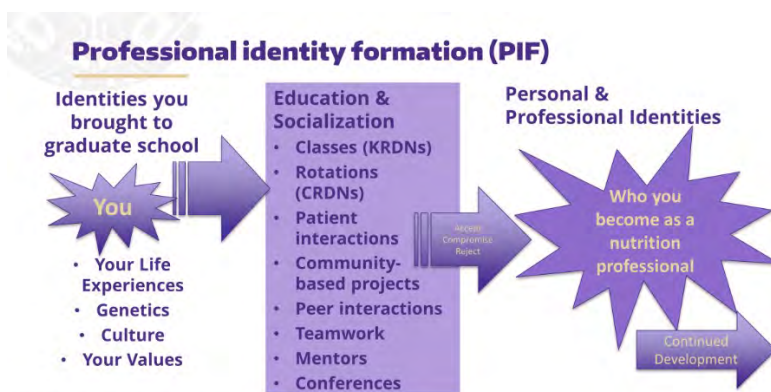 Professional identity formation (PIF)
Identities you
brought to
graduate school
You
• Your Life
Experiences
• Genetics
• Culture
• Your Values
Education &
Socialization
• Classes (KRDNs)
• Rotations
(CRDNs)
• Patient
interactions
• Community-
based projects
• Peer interactions
• Teamwork
• Mentors
• Conferences
Accept
Compromise
Reject
Personal &
Professional Identities
Who you
become as a
nutrition
professional
Continued
Development